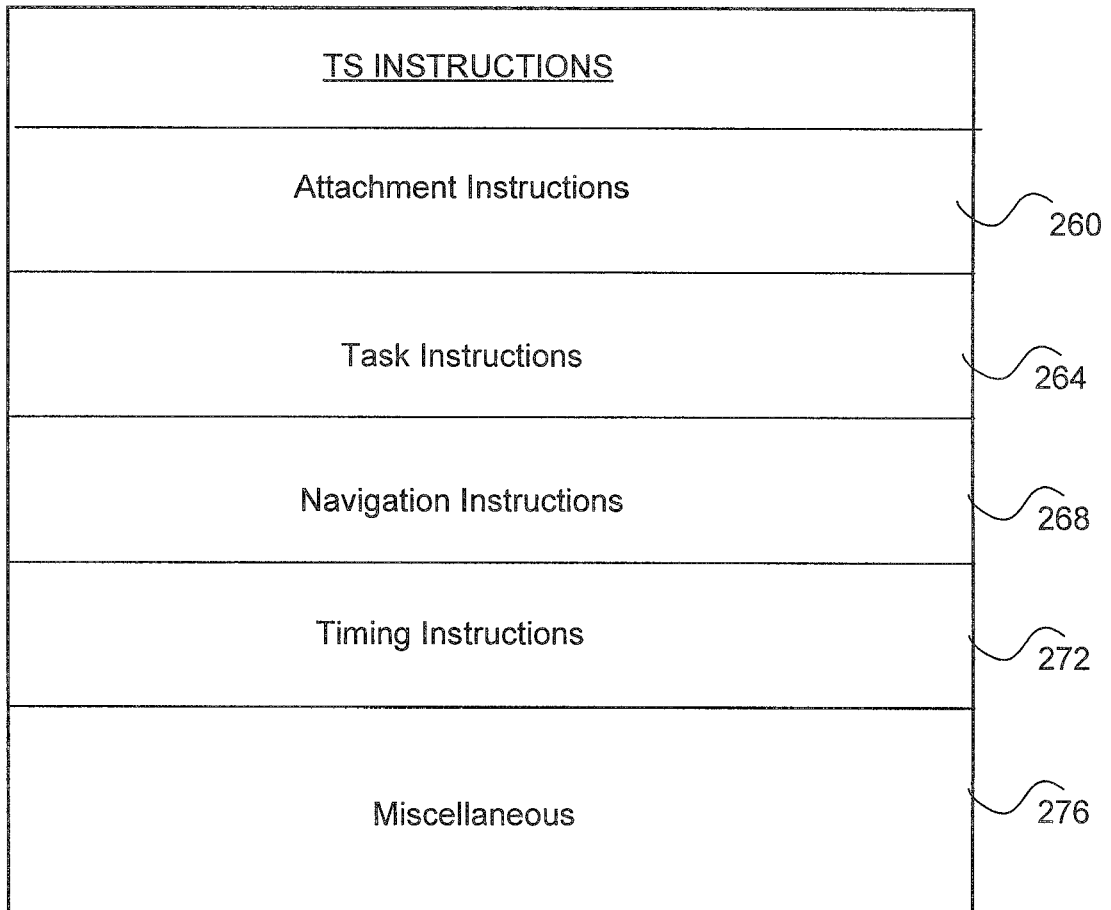 TS INSTRUCTIONS
Attachment Instructions
260
Task Instructions
264
Navigation Instructions
268
Timing Instructions
272
Miscellaneous
276